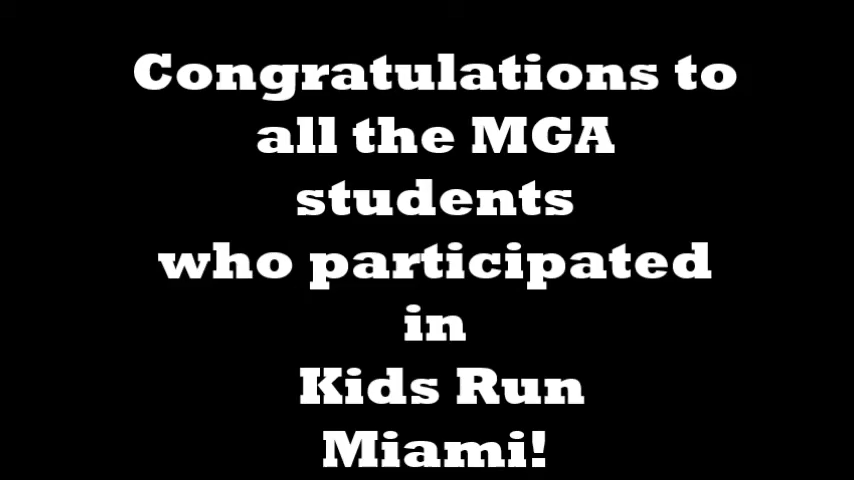 Congratulations to
all the MGA
students
who participated
in
Kids Run
Miami!